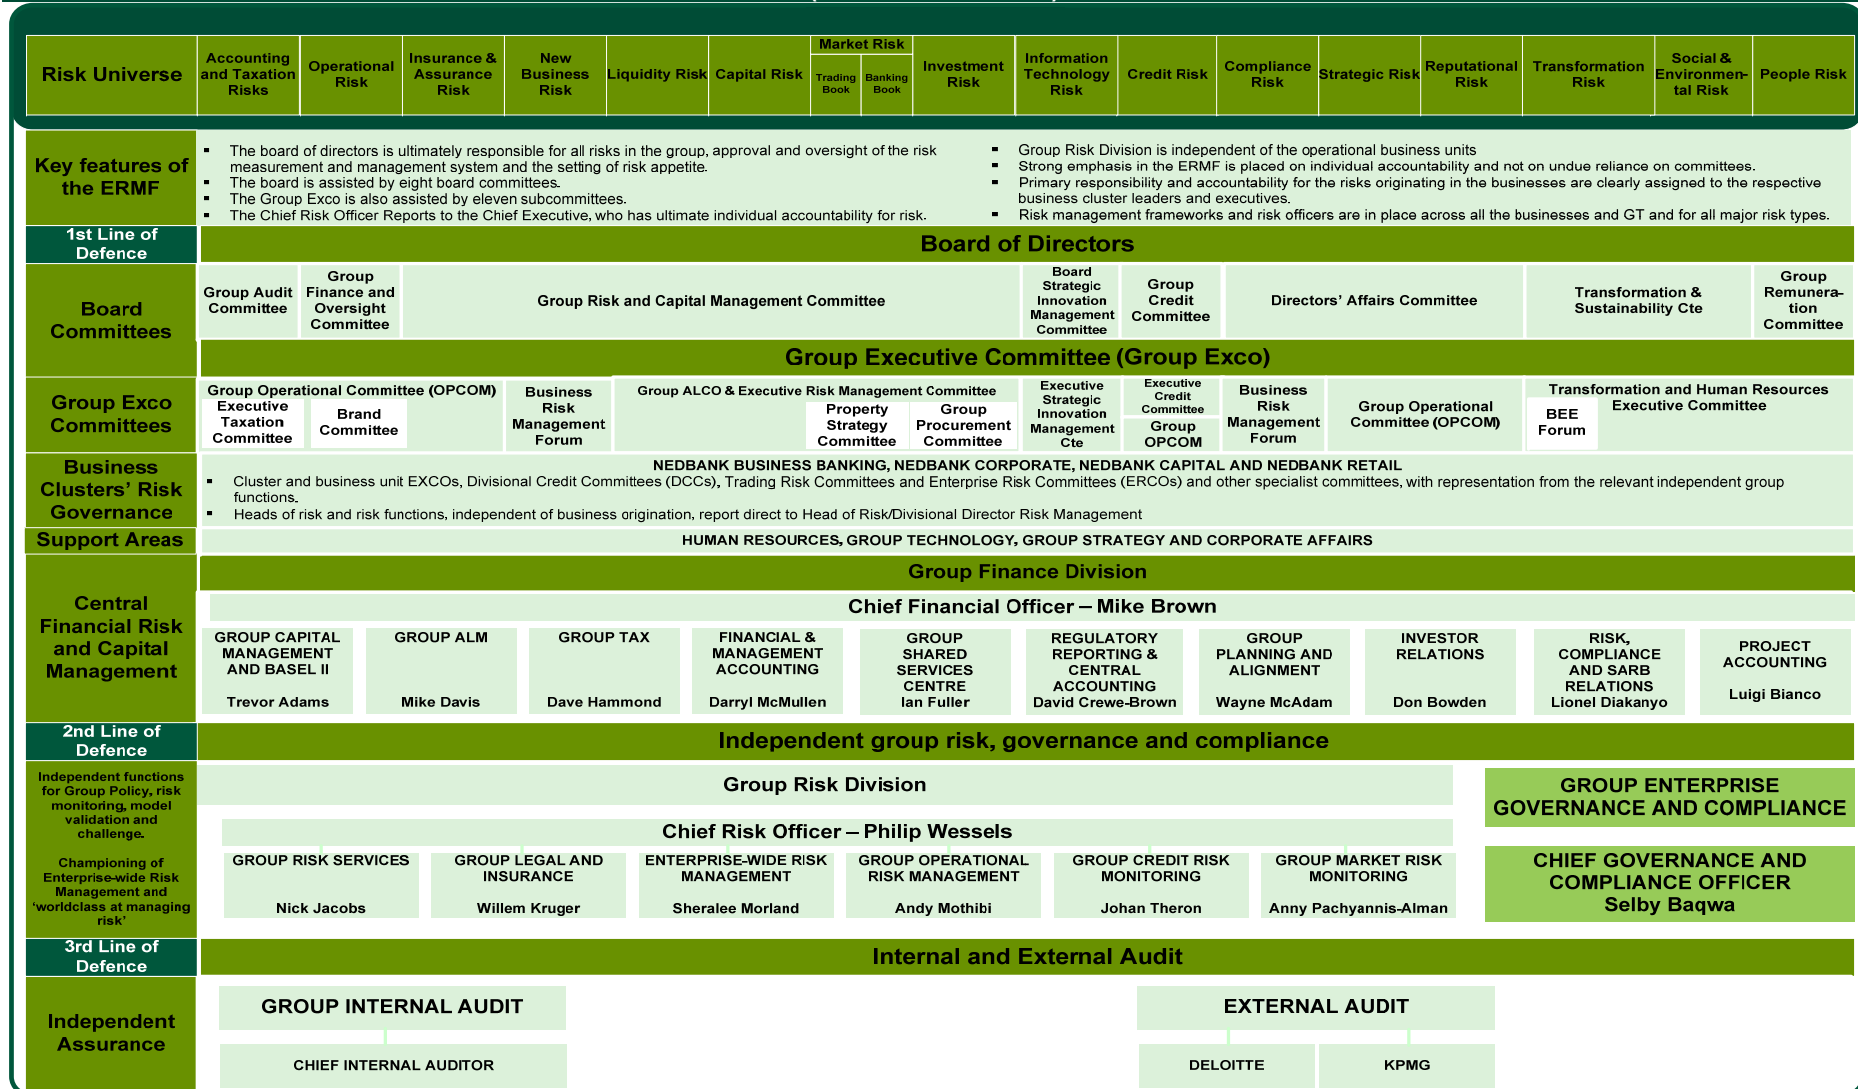 Risk Universe
Accounting
and Taxation
Risks
Operational
Risk
Insurance &
Assurance
Risk
New
Business
Risk
Liquidity Risk
Capital Risk
Market Risk
Trading
Book
Banking
Book
Investment
Risk
Information
Technology
Risk
Credit Risk
Compliance
Risk
Strategic Risk
Reputational
Risk
Transformation
Risk
Social &
Environmen-
tal Risk
People Risk
Key features of
the ERMF
▪ The board of directors is ultimately responsible for all risks in the group, approval and oversight of the risk
measurement and management system and the setting of risk appetite.
▪ The board is assisted by eight board committees.
▪ The Group Exco is also assisted by eleven subcommittees.
▪ The Chief Risk Officer Reports to the Chief Executive, who has ultimate individual accountability for risk.
▪ Group Risk Division is independent of the operational business units
▪ Strong emphasis in the ERMF is placed on individual accountability and not on undue reliance on committees.
▪ Primary responsibility and accountability for the risks originating in the businesses are clearly assigned to the respective
business cluster leaders and executives.
▪ Risk management frameworks and risk officers are in place across all the businesses and GT and for all major risk types.
1st Line of
Defence
Board of Directors
Board
Committees
Group Audit
Committee
Group
Finance and
Oversight
Committee
Group Risk and Capital Management Committee
Board
Strategic
Innovation
Management
Committee
Group
Credit
Committee
Directors' Affairs Committee
Transformation &
Sustainability Cte
Group
Remunera-
tion
Committee
Group Executive Committee (Group Exco)
Group Exco
Committees
Group Operational Committee (OPCOM)
Executive
Taxation
Committee
Brand
Committee
Business
Risk
Management
Forum
Group ALCO & Executive Risk Management Committee
Property
Strategy
Committee
Group
Procurement
Committee
Executive
Strategic
Innovation
Management
Cte
Executive
Credit
Committee
Group
OPCOM
Business
Risk
Management
Forum
Group Operational
Committee (OPCOM)
Transformation and Human Resources
Executive Committee
BEE
Forum
Business
Clusters' Risk
Governance
NEDBANK BUSINESS BANKING, NEDBANK CORPORATE, NEDBANK CAPITAL AND NEDBANK RETAIL
▪ Cluster and business unit EXCOs, Divisional Credit Committees (DCCs), Trading Risk Committees and Enterprise Risk Committees (ERCOs) and other specialist committees, with representation from the relevant independent group
functions.
▪ Heads of risk and risk functions, independent of business origination, report direct to Head of Risk/Divisional Director Risk Management
Support Areas
HUMAN RESOURCES, GROUP TECHNOLOGY, GROUP STRATEGY AND CORPORATE AFFAIRS
Central
Financial Risk
and Capital
Management
Group Finance Division
Chief Financial Officer – Mike Brown
GROUP CAPITAL
MANAGEMENT
AND BASEL II
Trevor Adams
GROUP ALM
Mike Davis
GROUP TAX
Dave Hammond
FINANCIAL &
MANAGEMENT
ACCOUNTING
Darryl McMullen
GROUP
SHARED
SERVICES
CENTRE
Ian Fuller
REGULATORY
REPORTING &
CENTRAL
ACCOUNTING
David Crewe-Brown
GROUP
PLANNING AND
ALIGNMENT
Wayne McAdam
INVESTOR
RELATIONS
Don Bowden
RISK,
COMPLIANCE
AND SARB
RELATIONS
Lionel Diakanyo
PROJECT
ACCOUNTING
Luigi Bianco
2nd Line of
Defence
Independent group risk, governance and compliance
Independent functions
for Group Policy, risk
monitoring, model
validation and
challenge.
Championing of
Enterprise-wide Risk
Management and
'worldclass at managing
risk'
Group Risk Division
Chief Risk Officer – Philip Wessels
GROUP RISK SERVICES
Nick Jacobs
GROUP LEGAL AND
INSURANCE
Willem Kruger
ENTERPRISE-WIDE RISK
MANAGEMENT
Sheralee Morland
GROUP OPERATIONAL
RISK MANAGEMENT
Andy Mothibi
GROUP CREDIT RISK
MONITORING
Johan Theron
GROUP MARKET RISK
MONITORING
Anny Pachyannis-Alman
GROUP ENTERPRISE
GOVERNANCE AND COMPLIANCE
CHIEF GOVERNANCE AND
COMPLIANCE OFFICER
Selby Baqwa
3rd Line of
Defence
Internal and External Audit
Independent
Assurance
GROUP INTERNAL AUDIT
CHIEF INTERNAL AUDITOR
EXTERNAL AUDIT
DELOITTE
KPMG